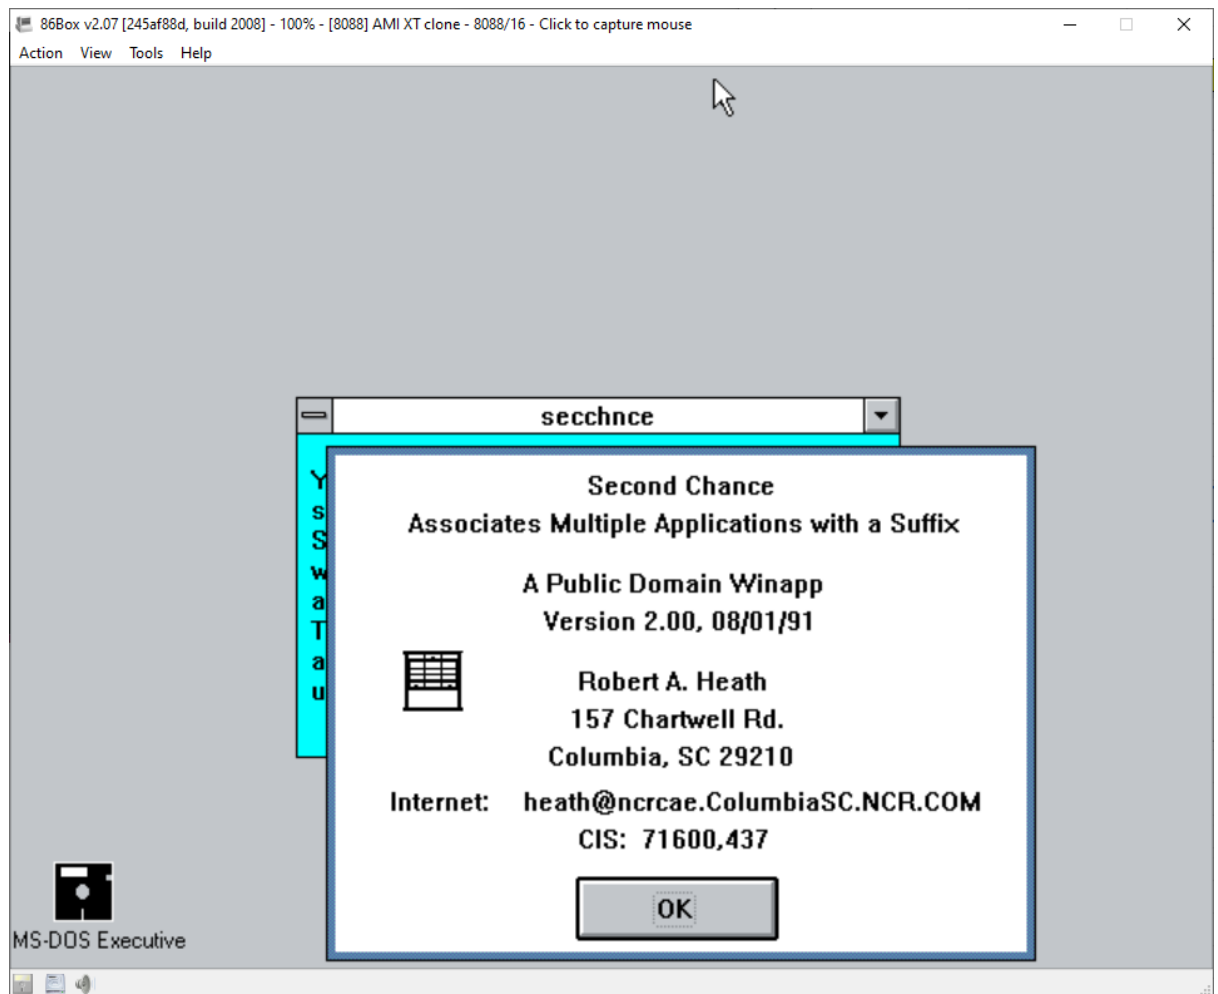 86Box v2.07 [245af88d, build 2008] - 100% - [8088] AMI XT clone - 8088/16 - Click to capture mouse
Action View Tools Help
secchnce
Y
s
S
w
a
T
a
u
Second Chance
Associates Multiple Applications with a Suffix
A Public Domain Winapp
Version 2.00, 08/01/91
Robert A. Heath
157 Chartwell Rd.
Columbia, SC 29210
Internet: heath@ncrcae.ColumbiaSC.NCR.COM
CIS: 71600,437
OK
MS-DOS Executive